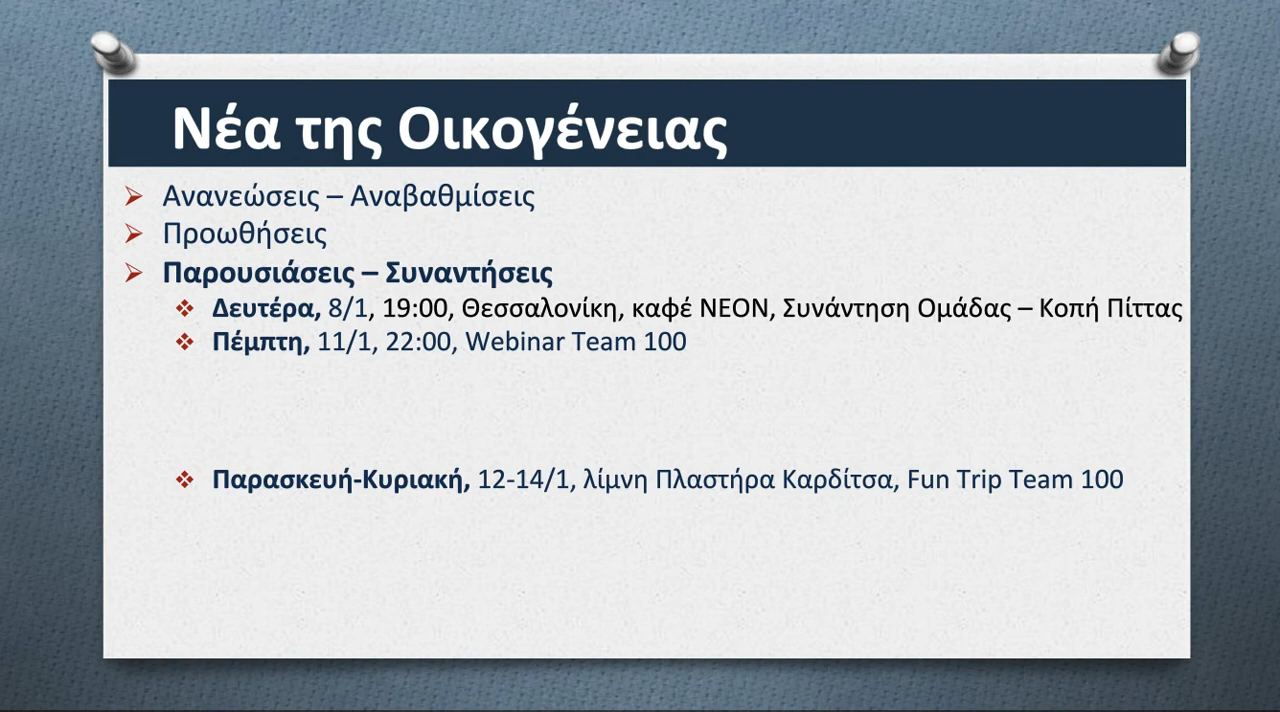 Νέα της Οικογένειας
Ανανεώσεις – Αναβαθμίσεις
Προωθήσεις
Παρουσιάσεις – Συναντήσεις
Δευτέρα, 8/1, 19:00, Θεσσαλονίκη, καφέ ΝΕΟΝ, Συνάντηση Ομάδας – Κοπή Πίττας
Πέμπτη, 11/1, 22:00, Webinar Team 100
Παρασκευή-Κυριακή, 12-14/1, λίμνη Πλαστήρα Καρδίτσα, Fun Trip Team 100